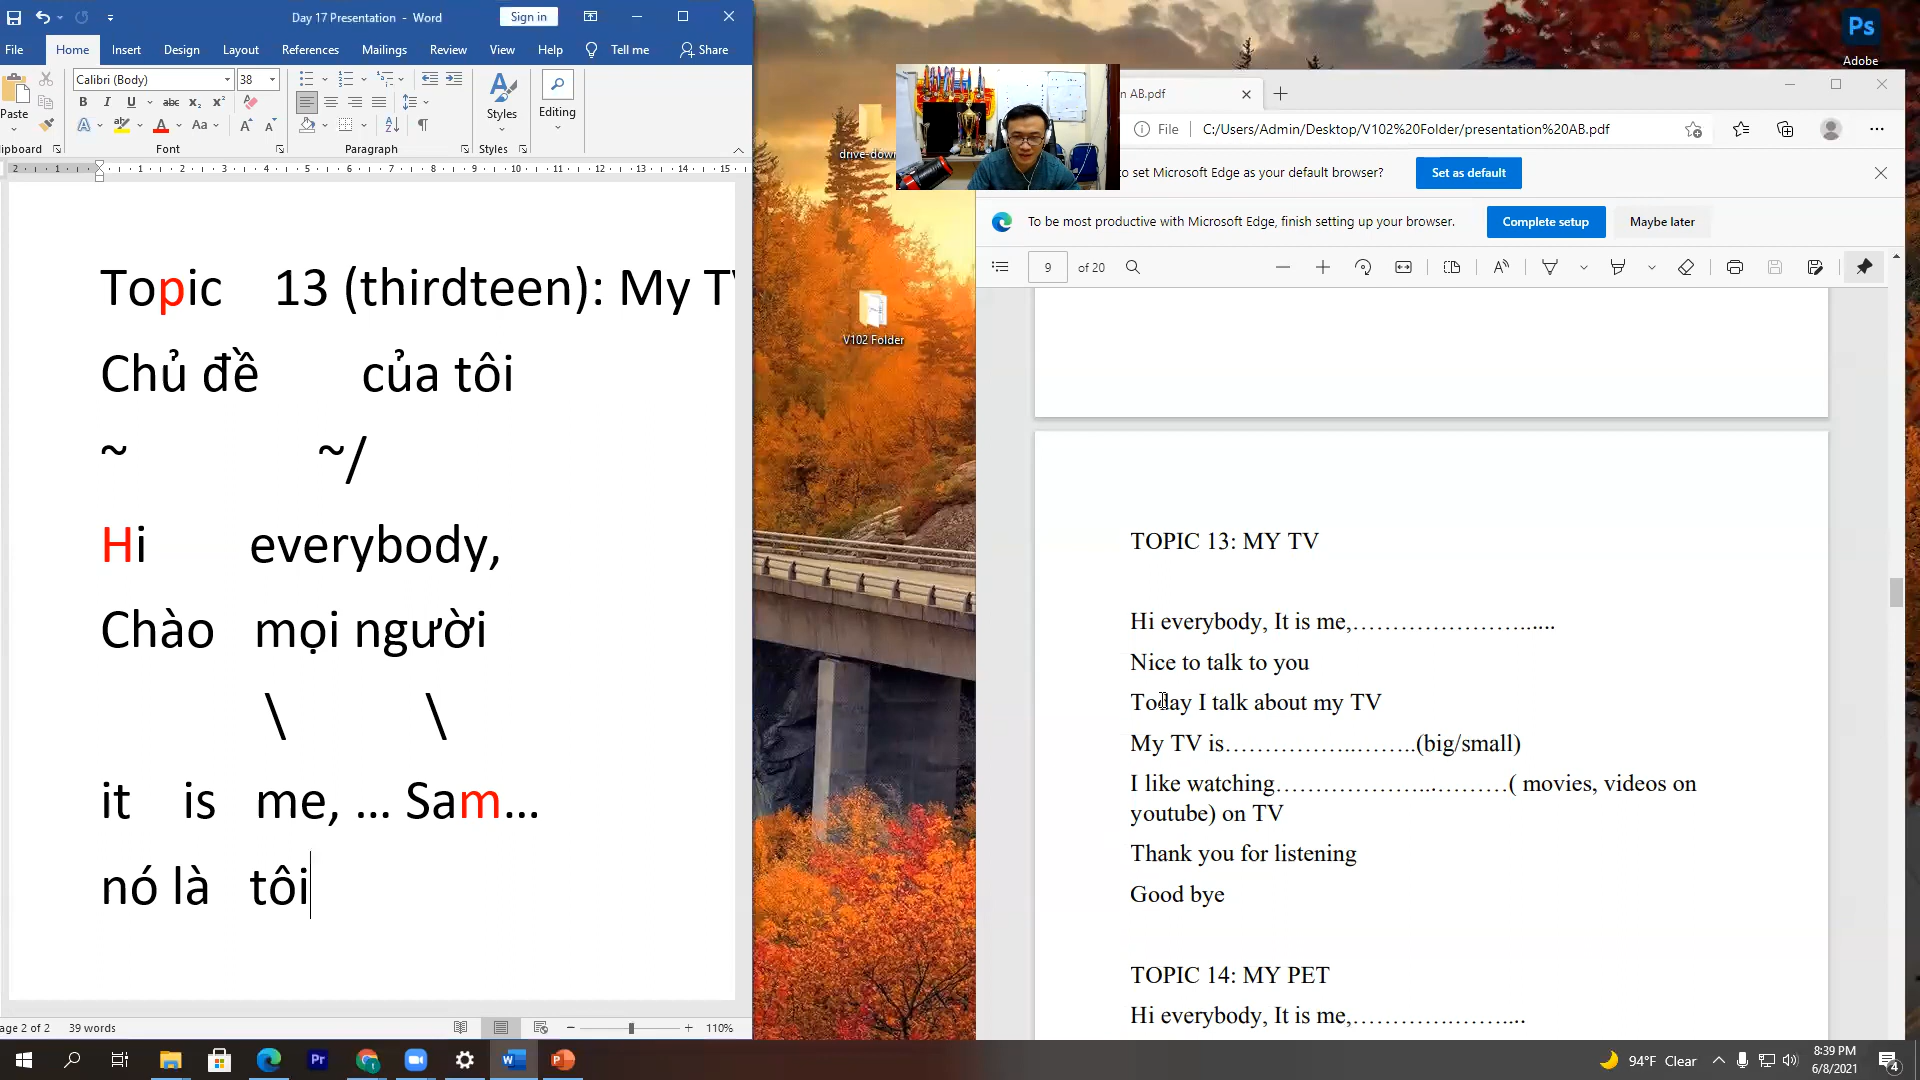 Day 17 Presentation - Word
Sign in
File Home Insert Design Layout References Mailings Review View Help Tell me Share
Calibri (Body) 38
Paste
Styles
Editing
Font
Paragraph
Styles
Topic 13 (thirdteen): My TV
Chủ đề của tôi
~ ~/
Hi everybody,
Chào mọi người
\ \
it is me, ... Sam...
nó là tôi
age 2 of 2 39 words
110%
Ps
Adobe
V102 Folder
n AB.pdf
File C:/Users/Admin/Desktop/V102%20Folder/presentation%20AB.pdf
to set Microsoft Edge as your default browser? Set as default
To be most productive with Microsoft Edge, finish setting up your browser. Complete setup Maybe later
9 of 20
TOPIC 13: MY TV
Hi everybody, It is me,…………………......
Nice to talk to you
Today I talk about my TV
My TV is……………..……..(big/small)
I like watching………………...………( movies, videos on
youtube) on TV
Thank you for listening
Good bye
TOPIC 14: MY PET
Hi everybody, It is me,………….……....
Pr
94°F Clear
8:39 PM
6/8/2021
4